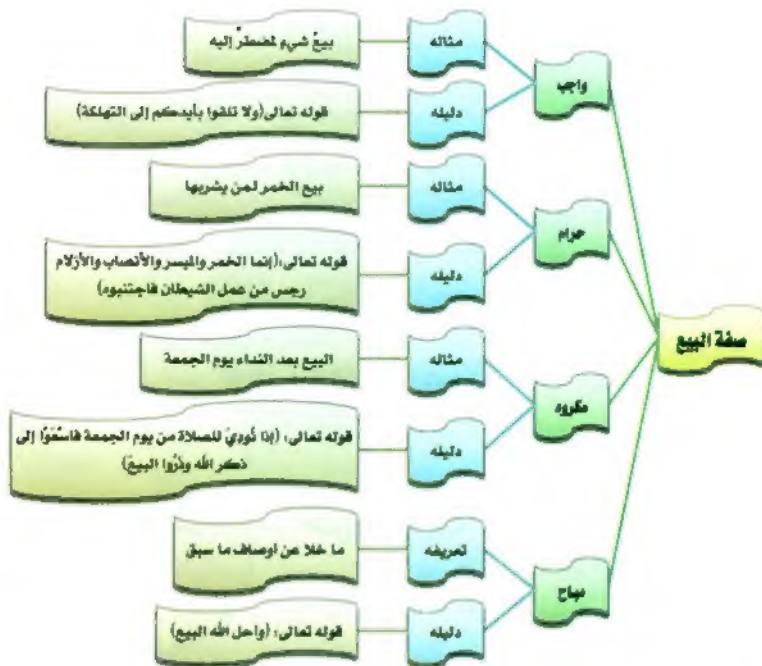 صفة البيع
واجب
مثاله
بيعُ شيءٍ لمضطرٍّ إليه
دليله
قوله تعالى(ولا تلقوا بأيدكم إلى التهلكة)
حرام
مثاله
بيع الخمر لمن يشربها
دليله
قوله تعالى:(إنما الخمر والميسر والأنصاب والأزلام
رجس من عمل الشيطان فاجتنبوه)
مكروه
مثاله
البيع بعد النداء يوم الجمعة
دليله
قوله تعالى: (إذا نُودِيَ للصلاة من يوم الجمعة فاسْعَوْا إلى
ذكر الله وذَرُوا البيعَ)
مباح
تعريفه
ما خلا عن أوصاف ما سبق
دليله
قوله تعالى: (واحل الله البيع)